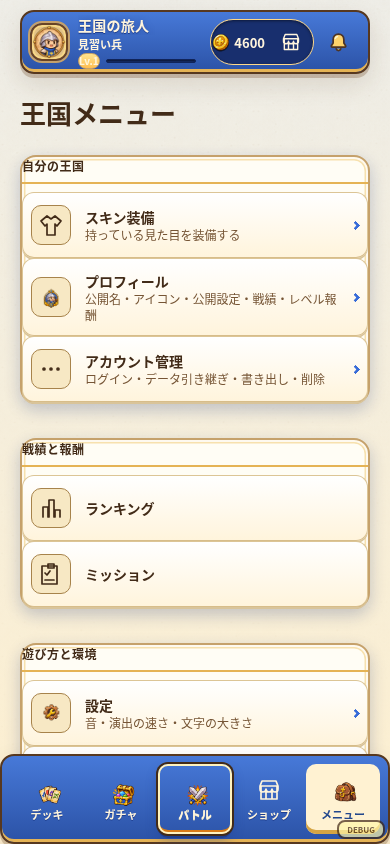 王国の旅人
見習い兵
Lv.1
4600
王国メニュー
自分の王国
スキン装備
持っている見た目を装備する
プロフィール
公開名・アイコン・公開設定・戦績・レベル報
酬
アカウント管理
ログイン・データ引き継ぎ・書き出し・削除
戦績と報酬
ランキング
ミッション
遊び方と環境
設定
音・演出の速さ・文字の大きさ
デッキ
ガチャ
バトル
ショップ
メニュー
DEBUG